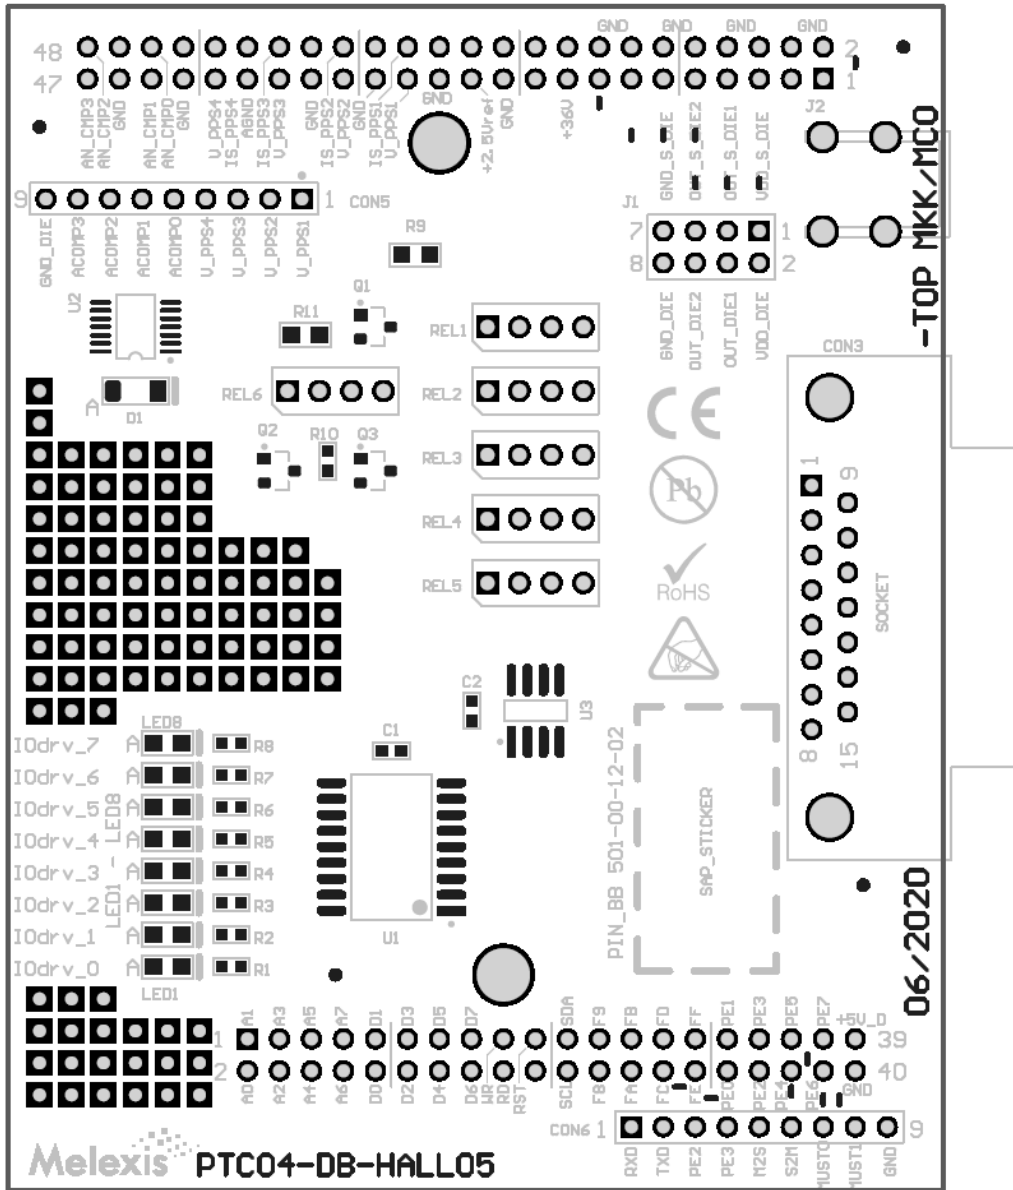 GND GND GND GND
48 2
47 1
AN_CMP3
AN_CMP2
GND
AN_CMP1
AN_CMP0
GND
V_PPS4
IS_PPS4
AGND
IS_PPS3
V_PPS3
GND
IS_PPS2
V_PPS2
GND
IS_PPS1
V_PPS1
GND
+2.5Vref
GND
+36V
GND_S_DIE
OUT_S_DIE2
OUT_S_DIE1
VDD_S_DIE
J2
-TOP MKK/MCO
9 1 CON5
GND_DIE
ACOMP3
ACOMP2
ACOMP1
ACOMP0
V_PPS4
V_PPS3
V_PPS2
V_PPS1
J1
7 1
8 2
GND_DIE
OUT_DIE2
OUT_DIE1
VDD_DIE
R9
U2
R11
Q1
REL1
CON3
A D1
REL6
REL2
Q2 R10 Q3
REL3
REL4
REL5
CE
Pb
RoHS
1 9
SOCKET
8 15
C2
U3
C1
U1
LED8
IOdrv_7 A R8
IOdrv_6 A R7
IOdrv_5 A R6
IOdrv_4 A R5
IOdrv_3 A R4
IOdrv_2 A R3
IOdrv_1 A R2
IOdrv_0 A R1
LED1 - LED8
LED1
PIN_BB 501-00-12-02
SAP_STICKER
06/2020
1 39
2 40
A1
A3
A5
A7
D1
D3
D5
D7
SDA
F9
FB
FD
FF
PE1
PE3
PE5
PE7
+5V_D
A0
A2
A4
A6
D0
D2
D4
D6
WR
RD
RST
SCL
F8
FA
FC
FE
PE0
PE2
PE4
PE6
GND
CON6 1 9
RXD
TXD
PE2
PE3
M2S
S2M
MUST0
MUST1
GND
Melexis PTC04-DB-HALL05